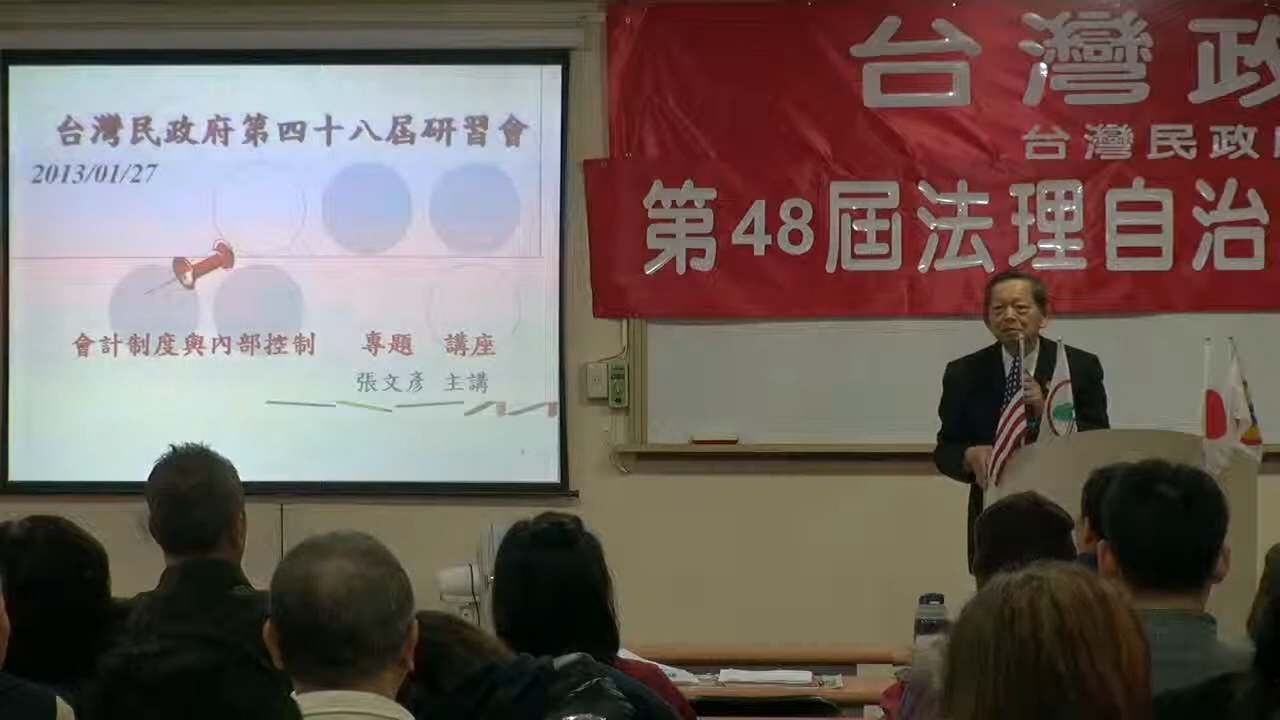 台灣民政府第四十八屆研習會
2013/01/27
會計制度與內部控制 專題 講座
張文彥 主講
台灣政
台灣民政府
第48屆法理自治